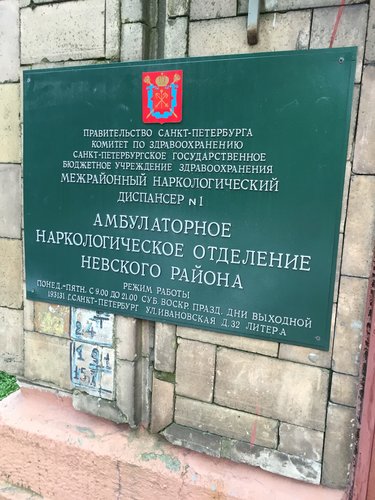 ПРАВИТЕЛЬСТВО САНКТ-ПЕТЕРБУРГА
КОМИТЕТ ПО ЗДРАВООХРАНЕНИЮ
САНКТ-ПЕТЕРБУРГСКОЕ ГОСУДАРСТВЕННОЕ
БЮДЖЕТНОЕ УЧРЕЖДЕНИЕ ЗДРАВООХРАНЕНИЯ
МЕЖРАЙОННЫЙ НАРКОЛОГИЧЕСКИЙ
ДИСПАНСЕР №1
АМБУЛАТОРНОЕ
НАРКОЛОГИЧЕСКОЕ ОТДЕЛЕНИЕ
НЕВСКОГО РАЙОНА
РЕЖИМ РАБОТЫ
ПОНЕД.-ПЯТН. С 9.00 ДО 21.00 СУБ. ВОСКР. ПРАЗД. ДНИ ВЫХОДНОЙ
193131 Г.САНКТ-ПЕТЕРБУРГ УЛ.ИВАНОВСКАЯ Д.32 ЛИТЕР.А